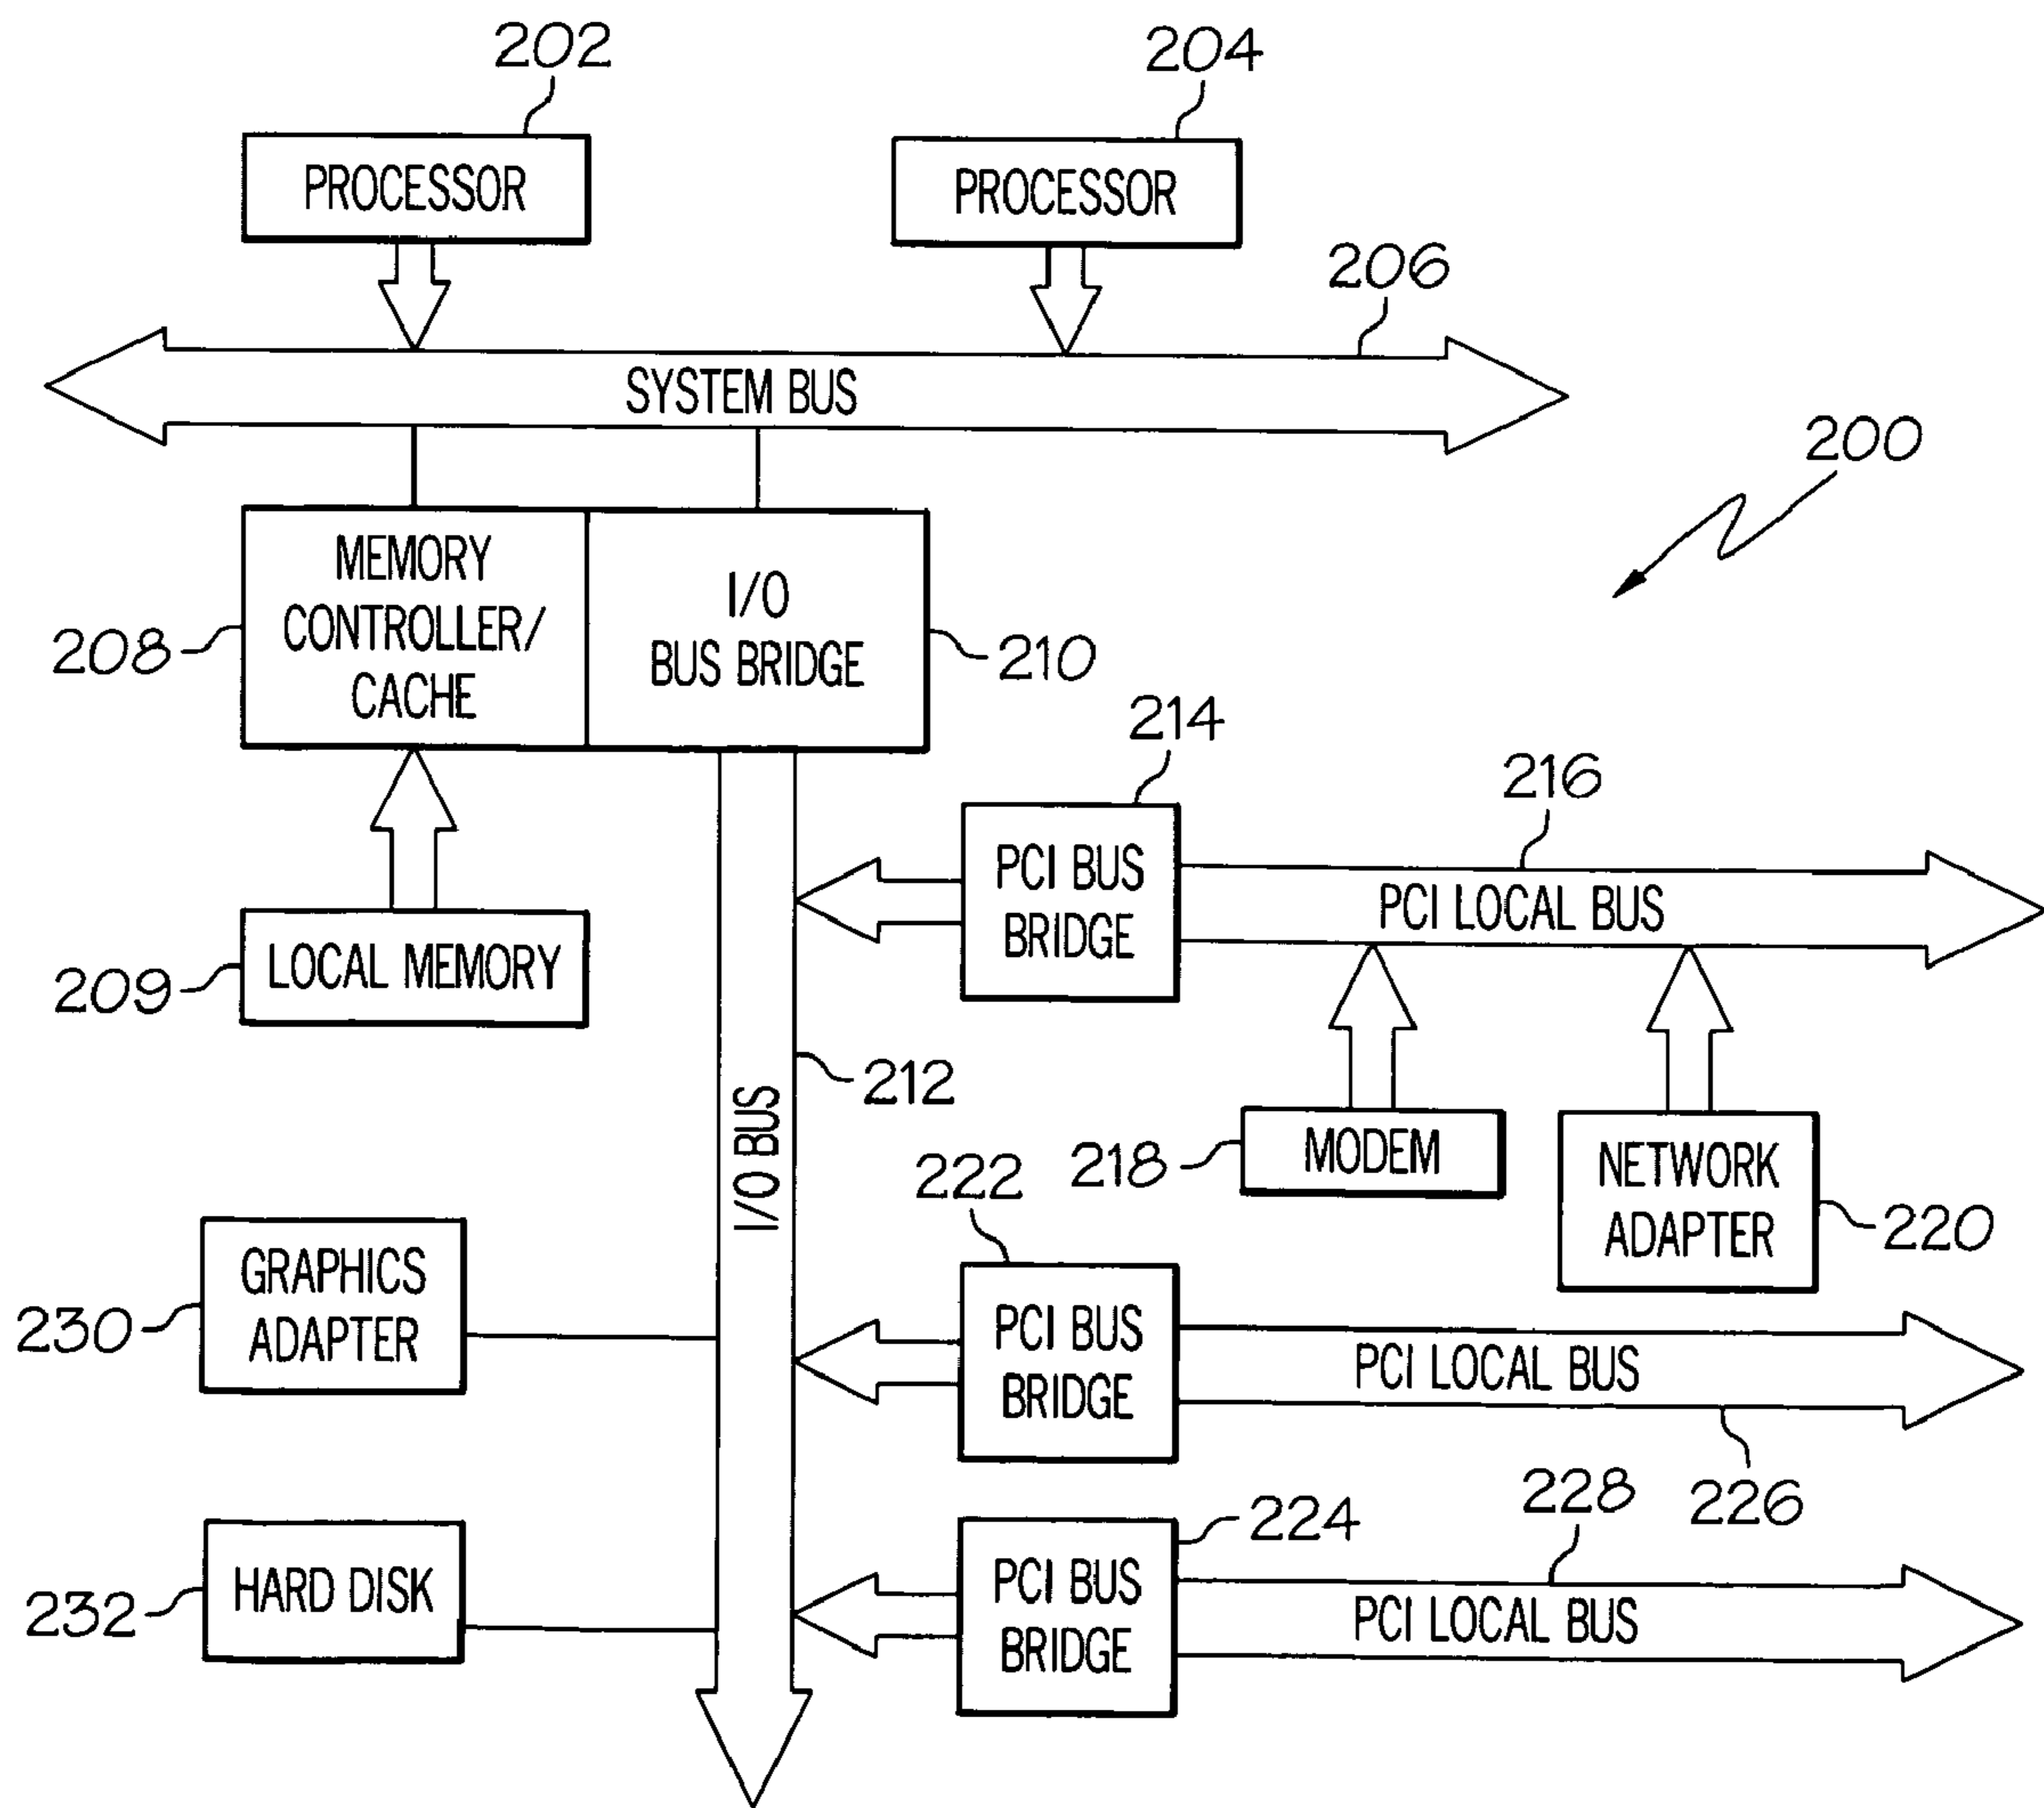 202
204
PROCESSOR
PROCESSOR
206
SYSTEM BUS
200
MEMORY
CONTROLLER/
CACHE
I/O
BUS BRIDGE
208
210
214
216
PCI BUS
BRIDGE
PCI LOCAL BUS
LOCAL MEMORY
209
212
I/O BUS
218
MODEM
NETWORK
ADAPTER
220
222
GRAPHICS
ADAPTER
230
PCI BUS
BRIDGE
PCI LOCAL BUS
226
228
224
HARD DISK
232
PCI BUS
BRIDGE
PCI LOCAL BUS